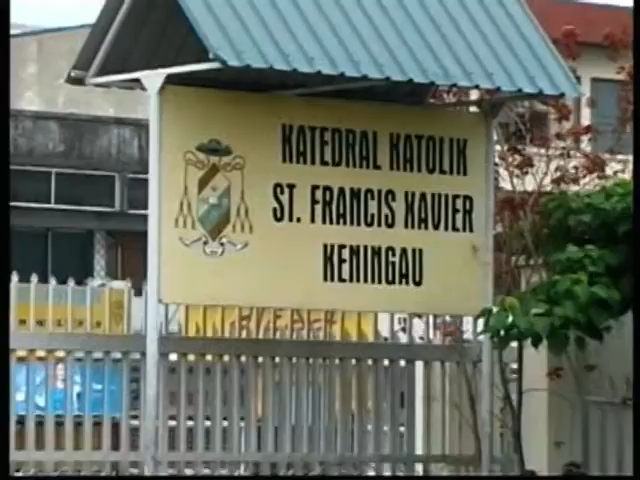 KATEDRAL KATOLIK
ST. FRANCIS XAVIER
KENINGAU